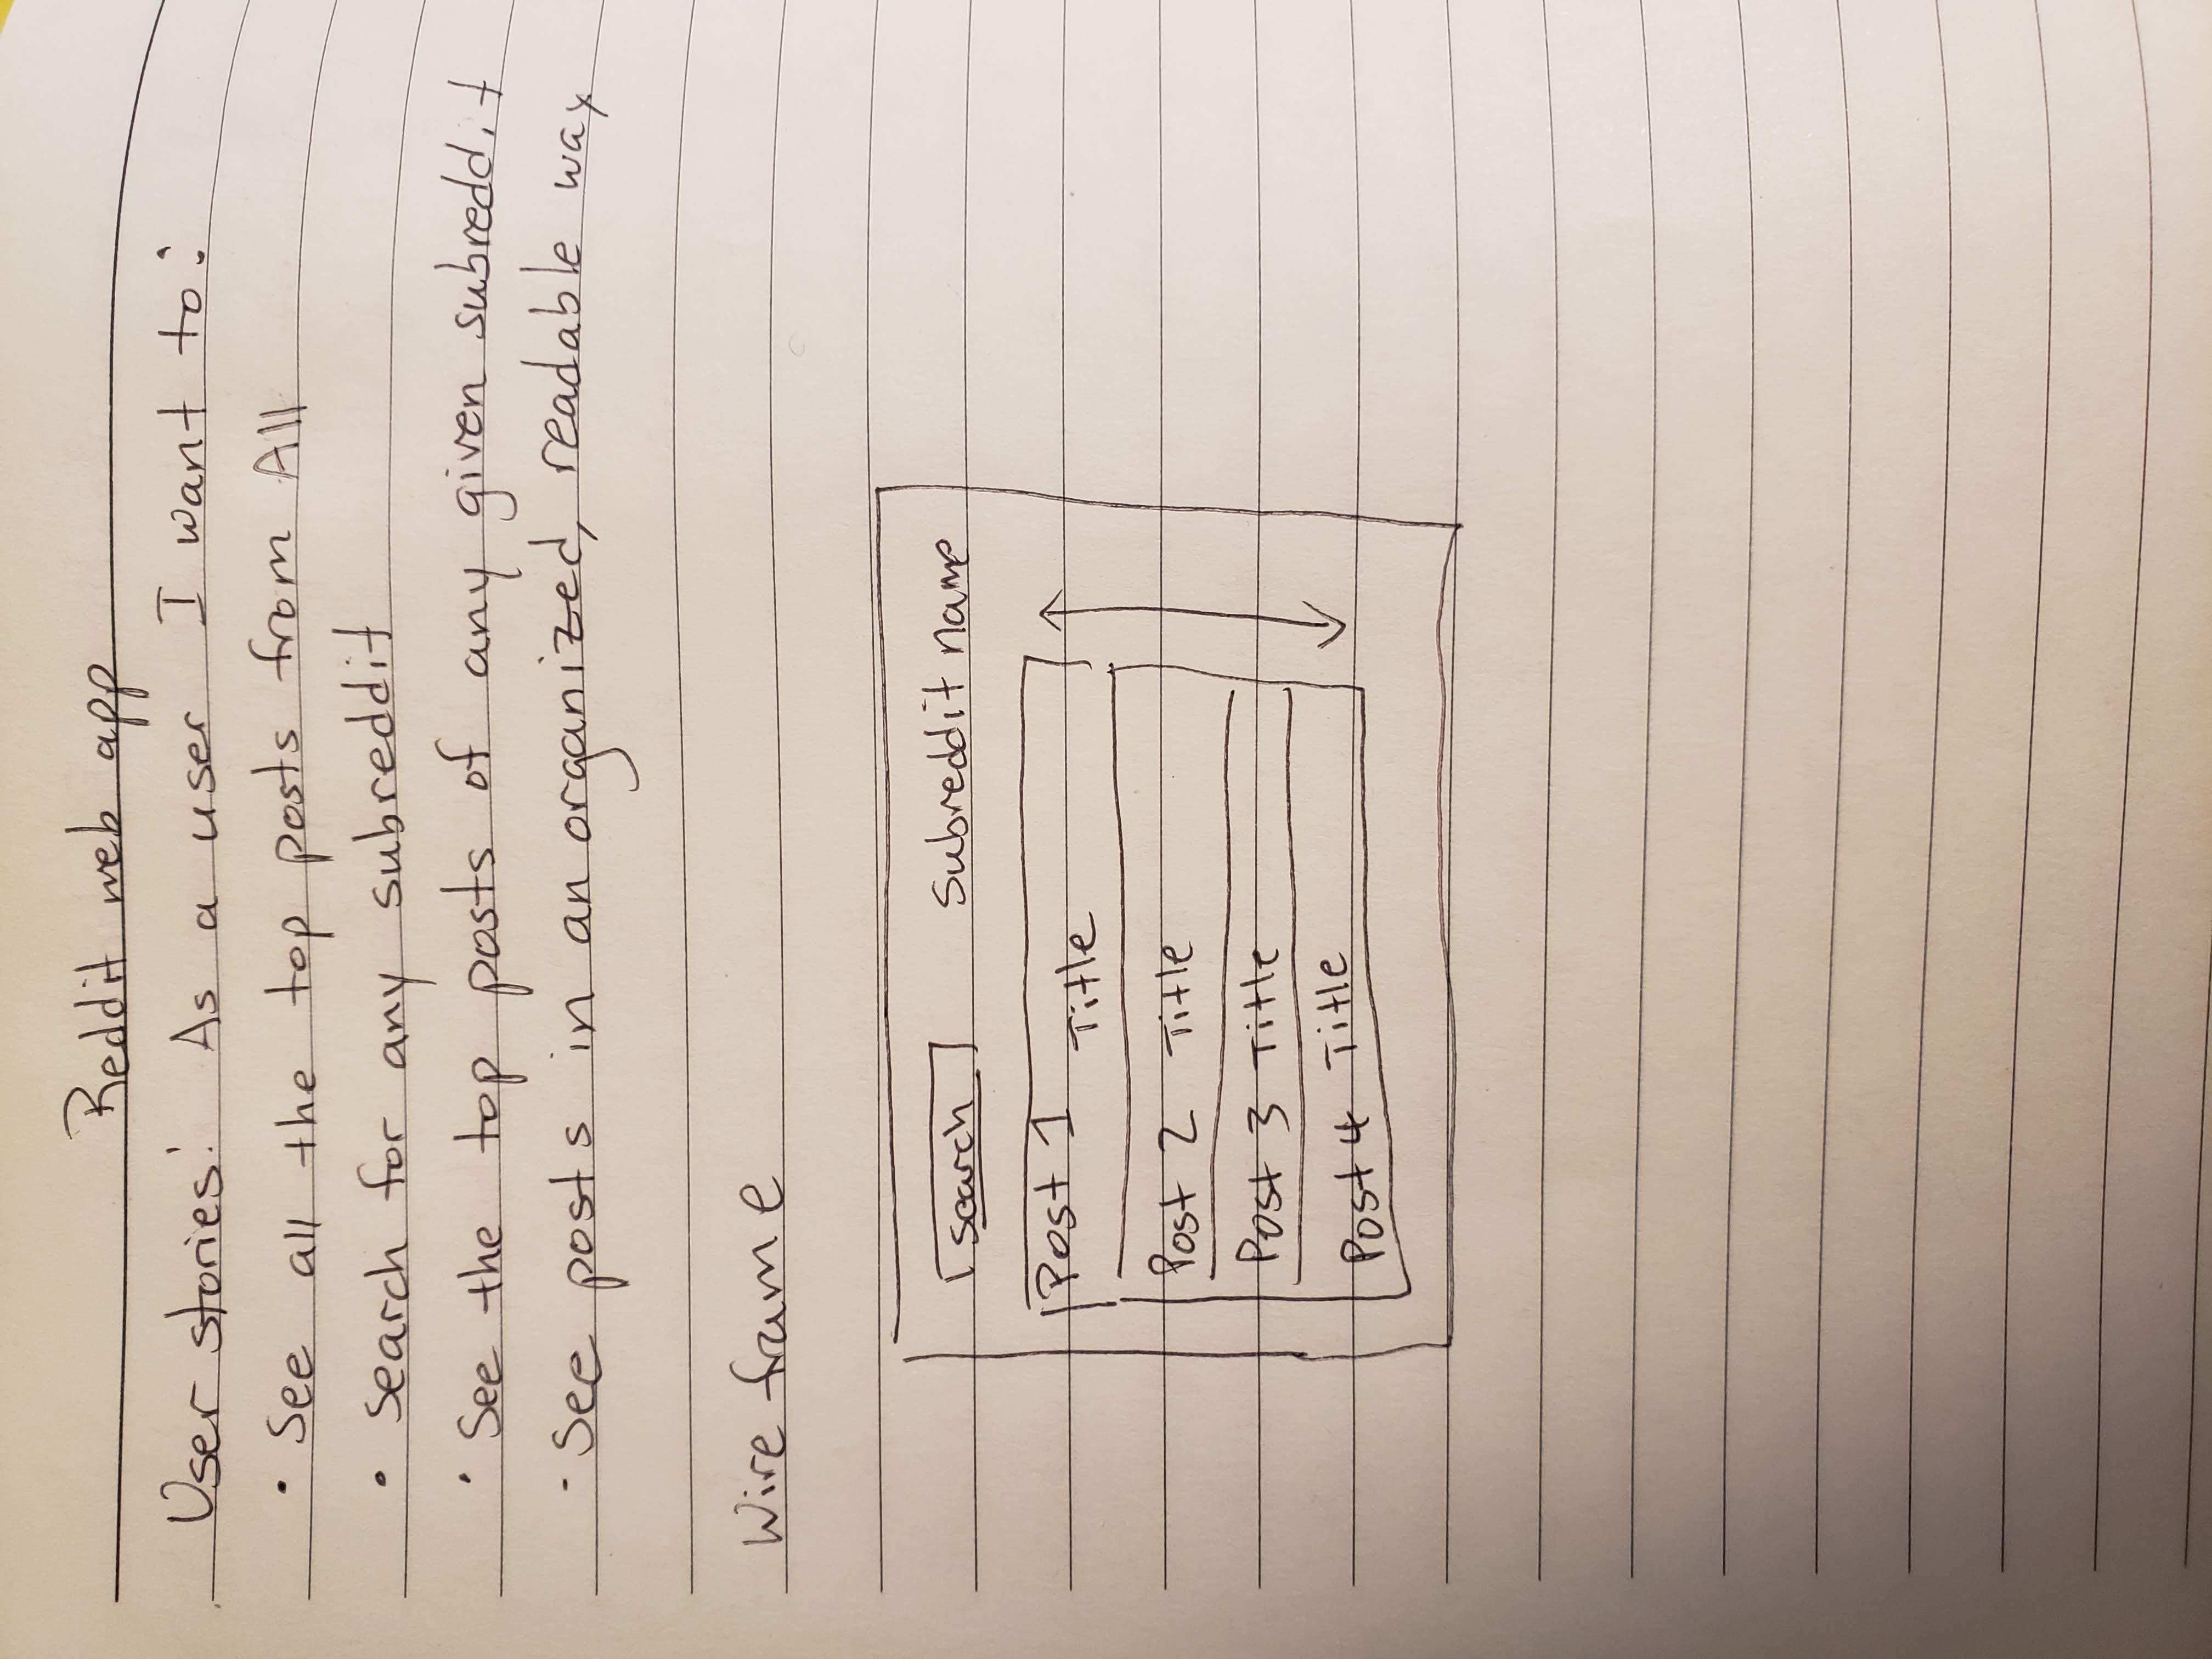 Reddit web app
User stories: As a user I want to:
• See all the top posts from All
• Search for any subreddit
• See the top posts of any given subreddit
• See posts in an organized, readable way
Wire frame
Search Subreddit name
Post 1 Title
Post 2 Title
Post 3 Title
Post 4 Title